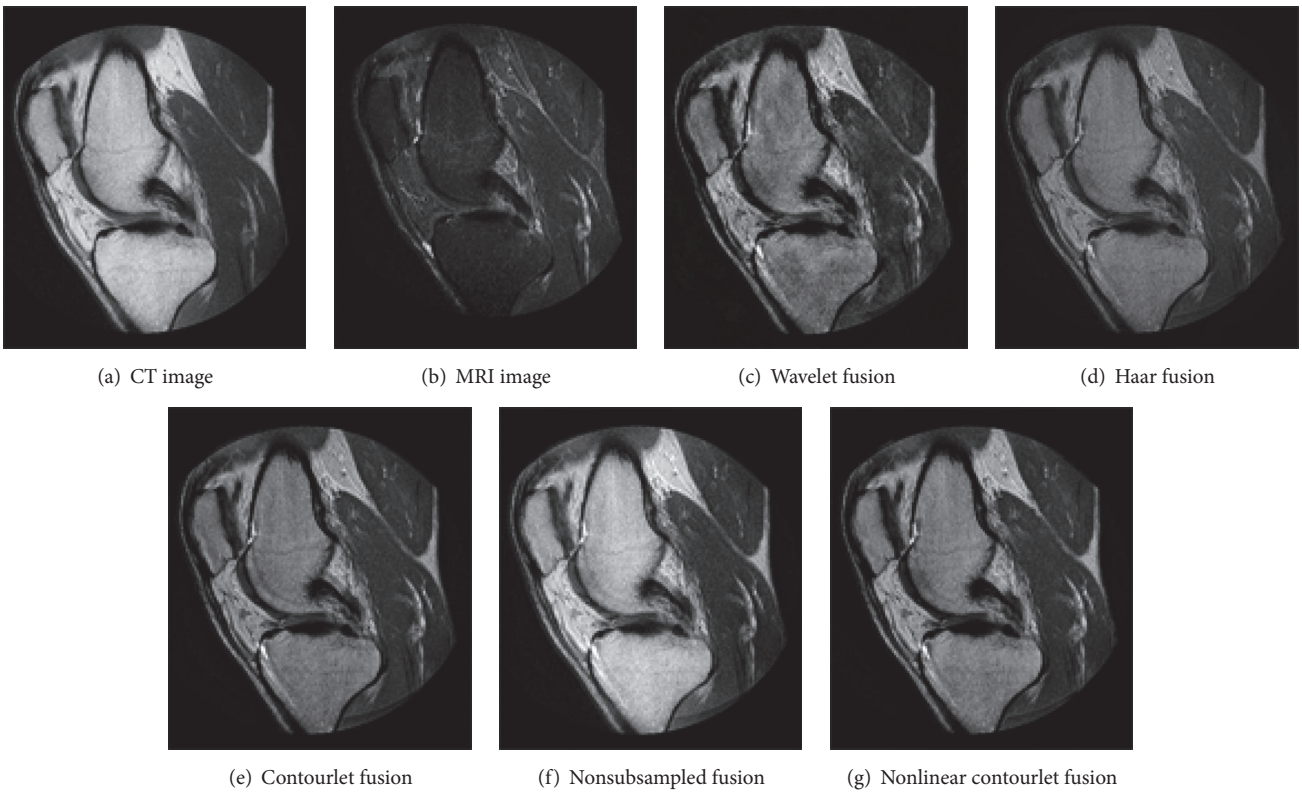 (a) CT image
(b) MRI image
(c) Wavelet fusion
(d) Haar fusion
(e) Contourlet fusion
(f) Nonsubsampled fusion
(g) Nonlinear contourlet fusion